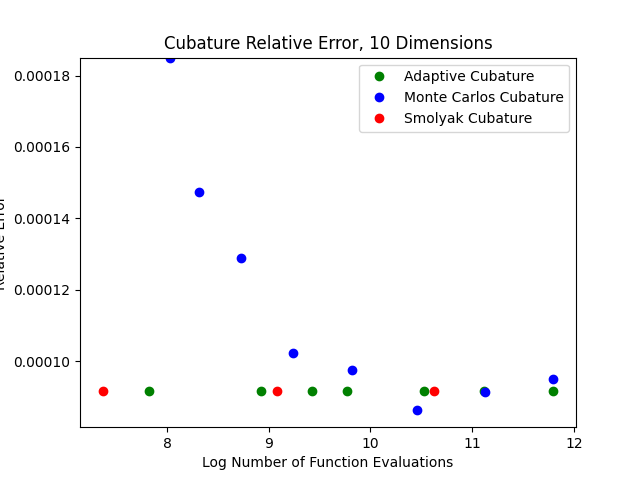 Cubature Relative Error, 10 Dimensions
Adaptive Cubature
Monte Carlos Cubature
Smolyak Cubature
0.00018
0.00016
0.00014
0.00012
0.00010
Relative Error
8 9 10 11 12
Log Number of Function Evaluations